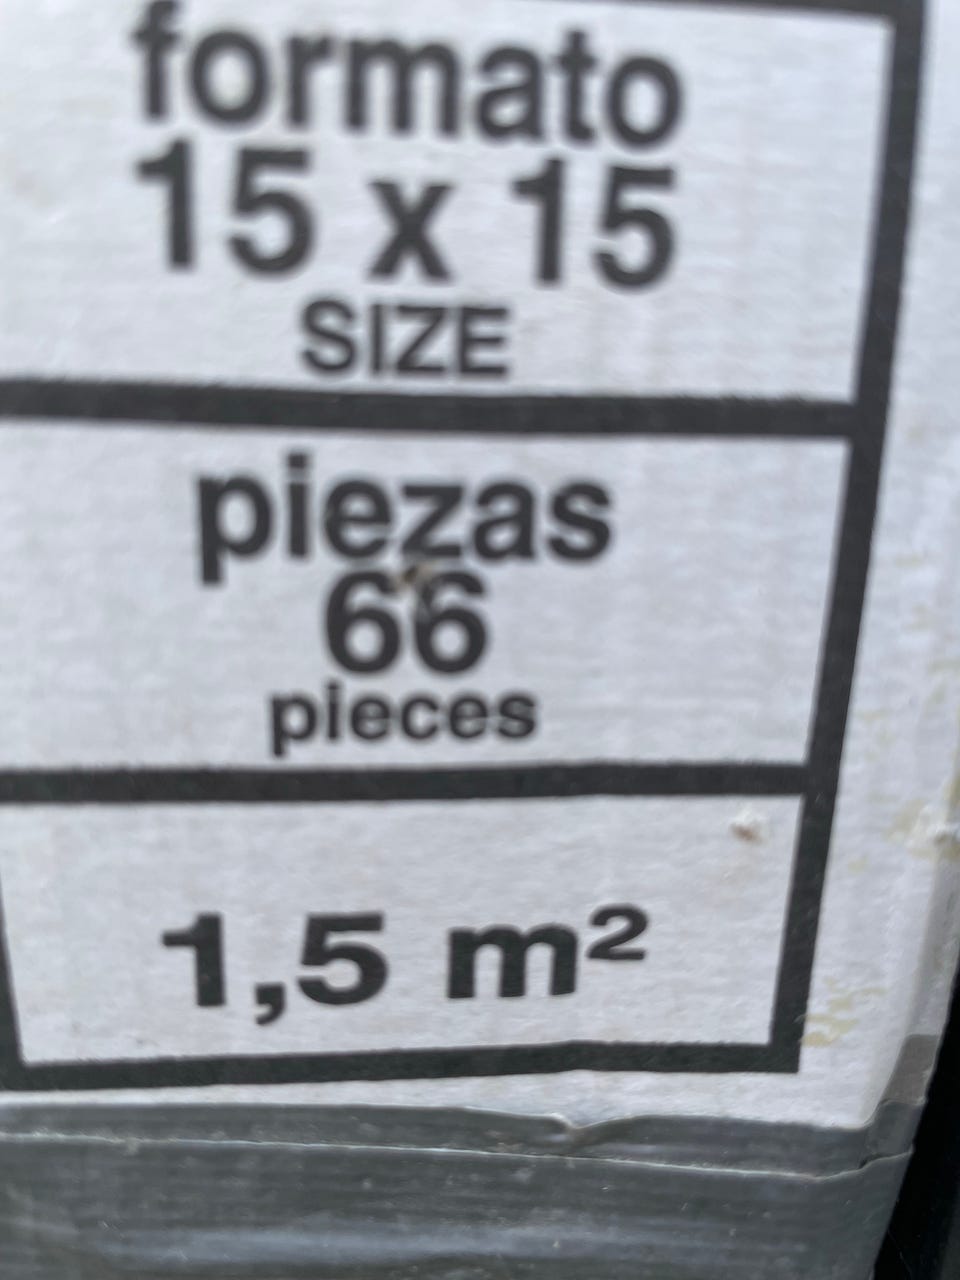 formato
15 x 15
SIZE
piezas
66
pieces
1,5 m²